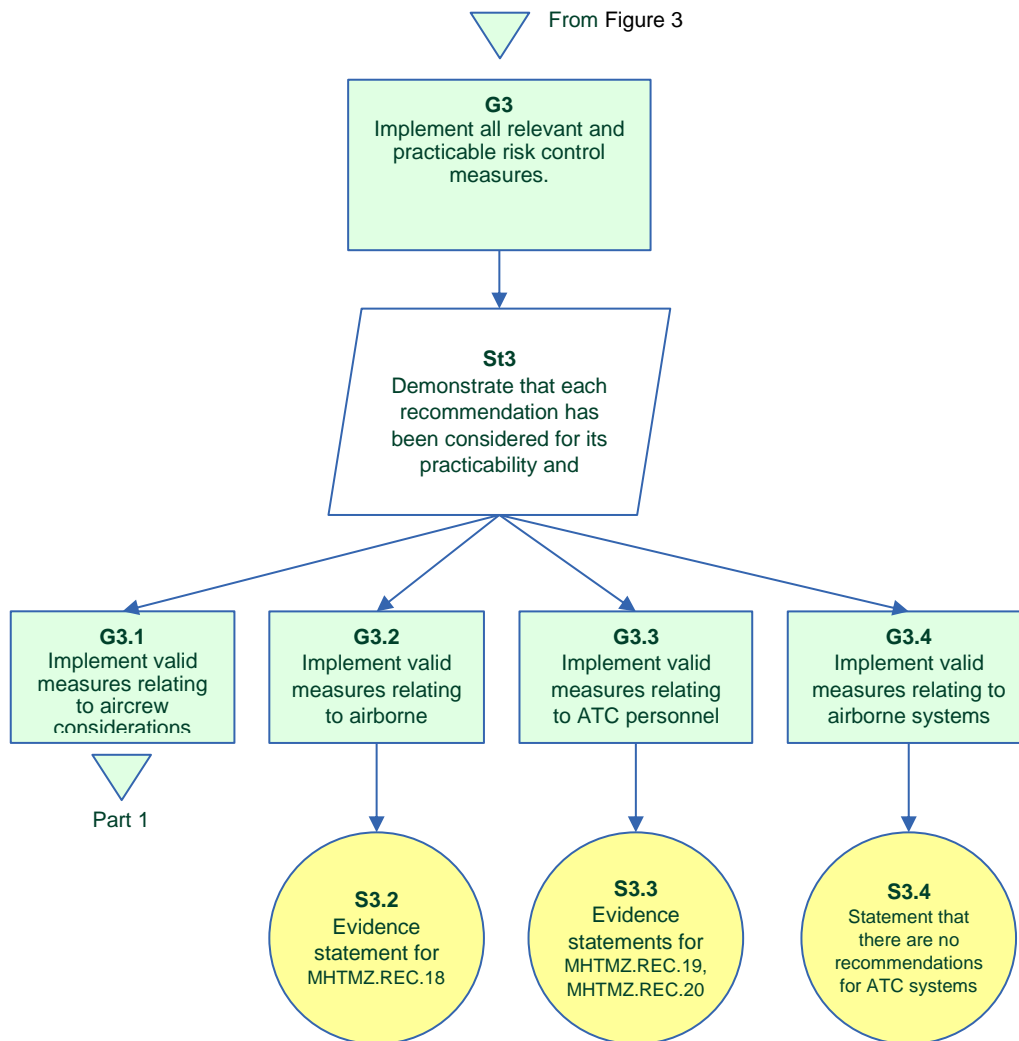 From Figure 3
G3
Implement all relevant and
practicable risk control
measures.
St3
Demonstrate that each
recommendation has
been considered for its
practicability and
G3.1
Implement valid
measures relating
to aircrew
considerations
G3.2
Implement valid
measures relating
to airborne
G3.3
Implement valid
measures relating
to ATC personnel
G3.4
Implement valid
measures relating to
airborne systems
Part 1
S3.2
Evidence
statement for
MHTMZ.REC.18
S3.3
Evidence
statements for
MHTMZ.REC.19,
MHTMZ.REC.20
S3.4
Statement that
there are no
recommendations
for ATC systems